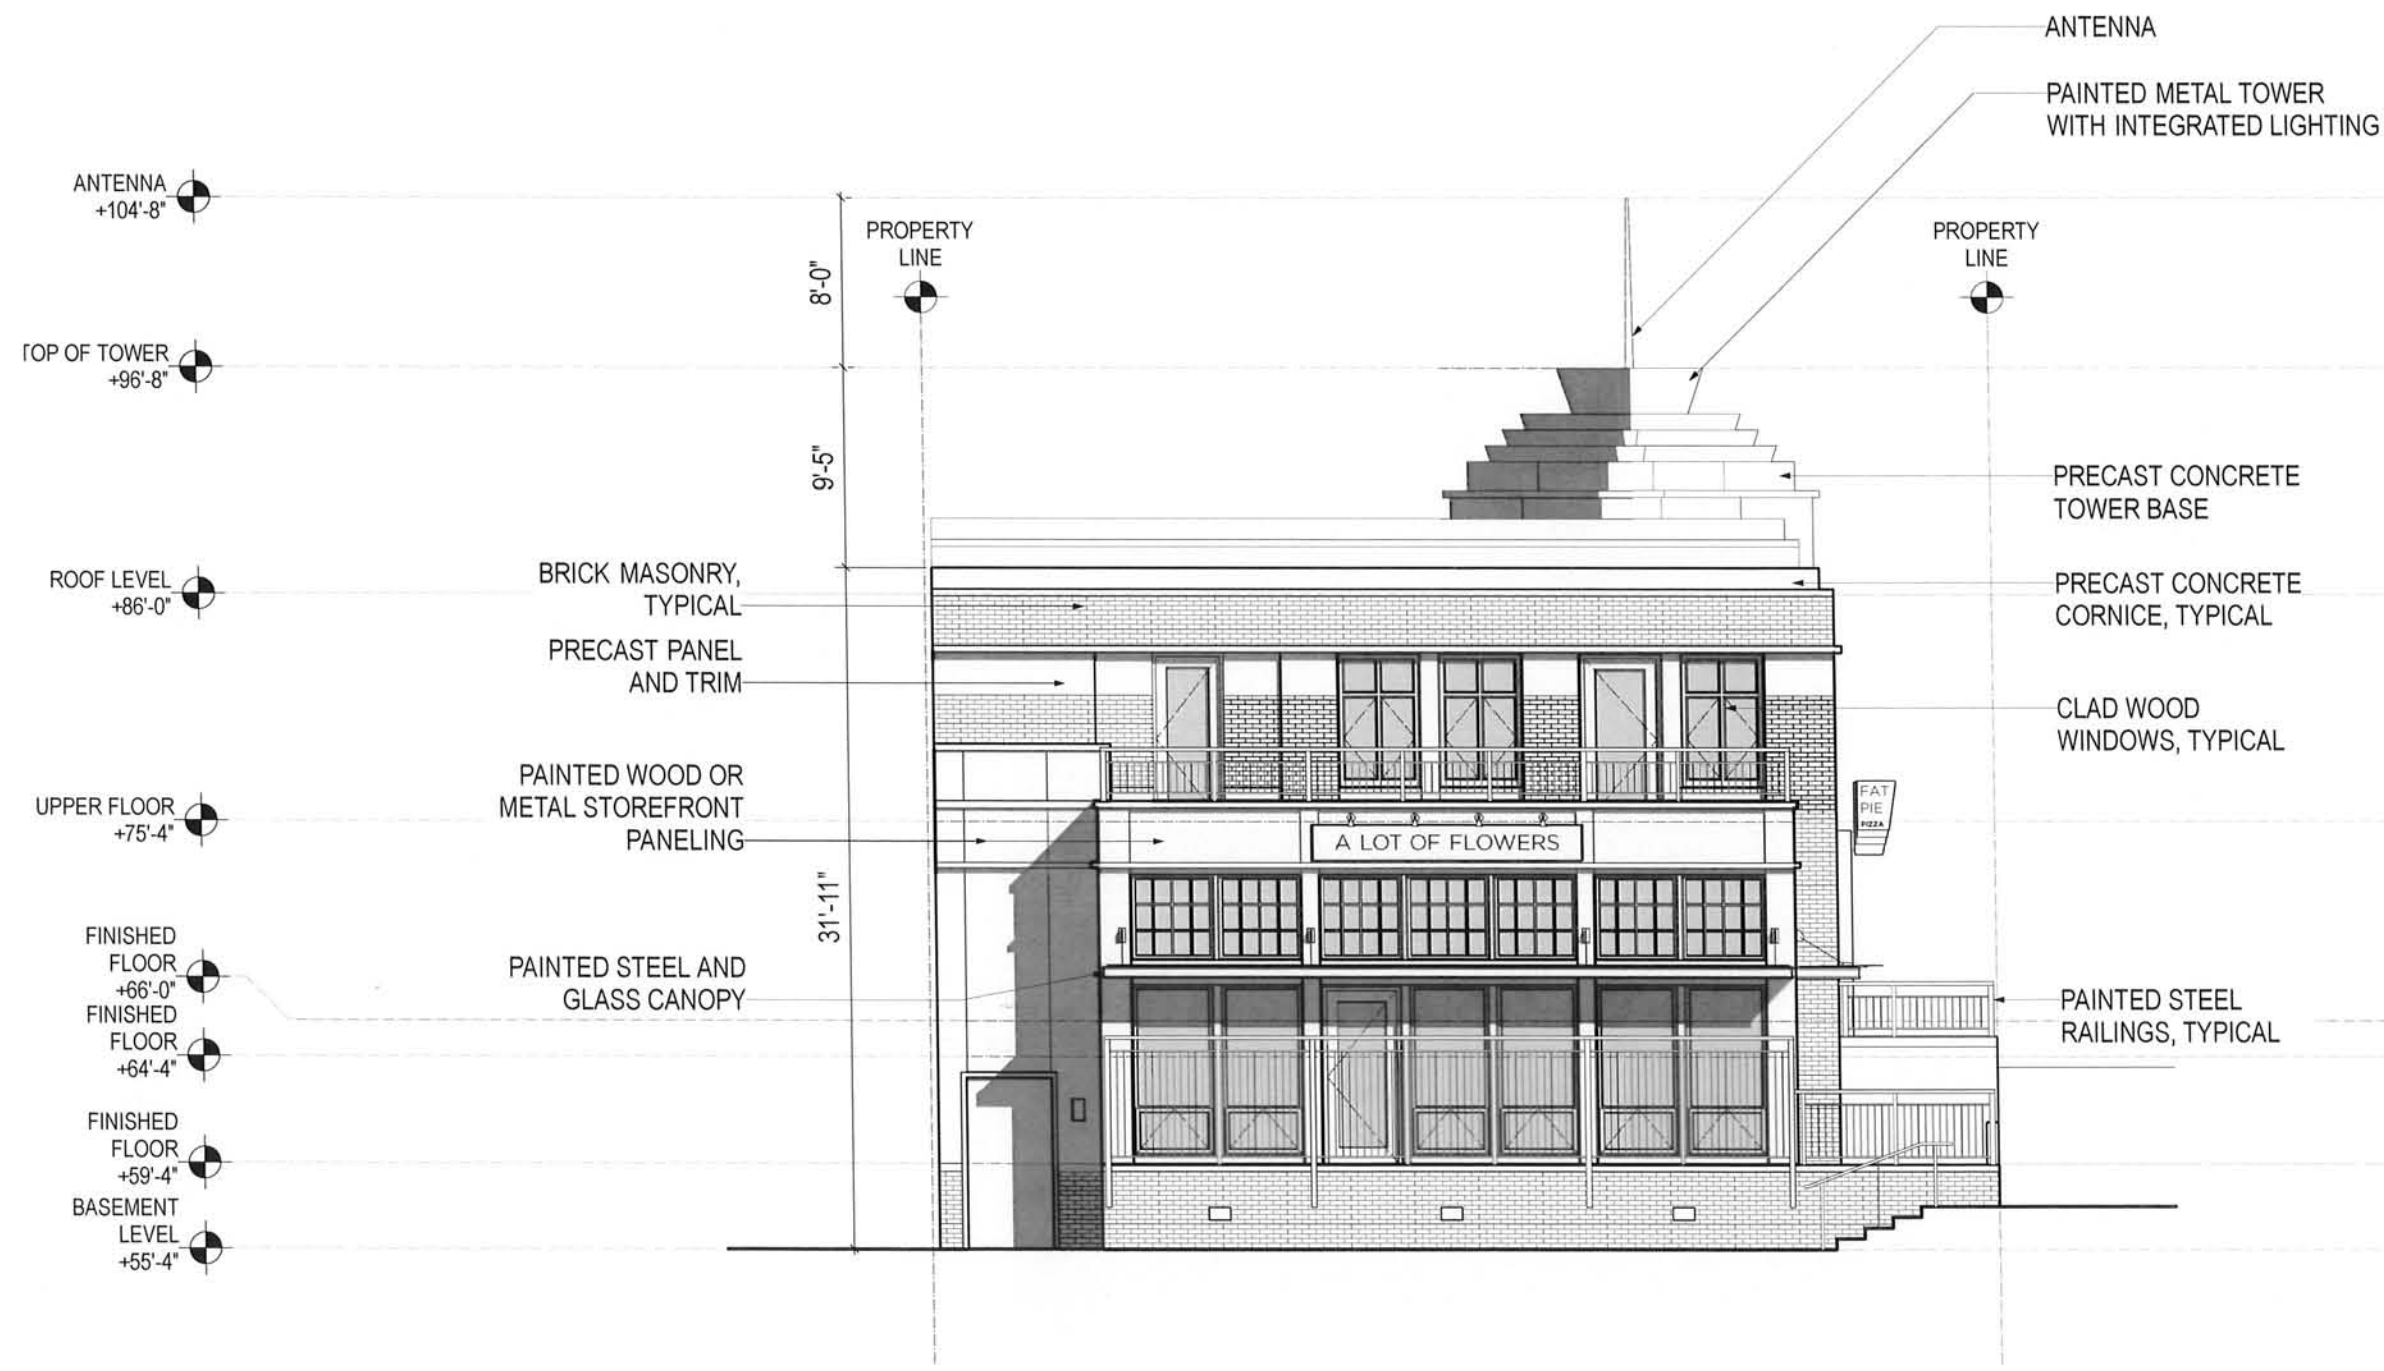 ANTENNA
PAINTED METAL TOWER
WITH INTEGRATED LIGHTING
ANTENNA
+104'-8"
PROPERTY
LINE
PROPERTY
LINE
8'-0"
TOP OF TOWER
+96'-8"
9'-5"
PRECAST CONCRETE
TOWER BASE
ROOF LEVEL
+86'-0"
BRICK MASONRY,
TYPICAL
PRECAST CONCRETE
CORNICE, TYPICAL
PRECAST PANEL
AND TRIM
CLAD WOOD
WINDOWS, TYPICAL
PAINTED WOOD OR
METAL STOREFRONT
PANELING
UPPER FLOOR
+75'-4"
FAT
PIE
PIZZA
A LOT OF FLOWERS
31'-11"
FINISHED
FLOOR
+66'-0"
PAINTED STEEL AND
GLASS CANOPY
PAINTED STEEL
RAILINGS, TYPICAL
FINISHED
FLOOR
+64'-4"
FINISHED
FLOOR
+59'-4"
BASEMENT
LEVEL
+55'-4"